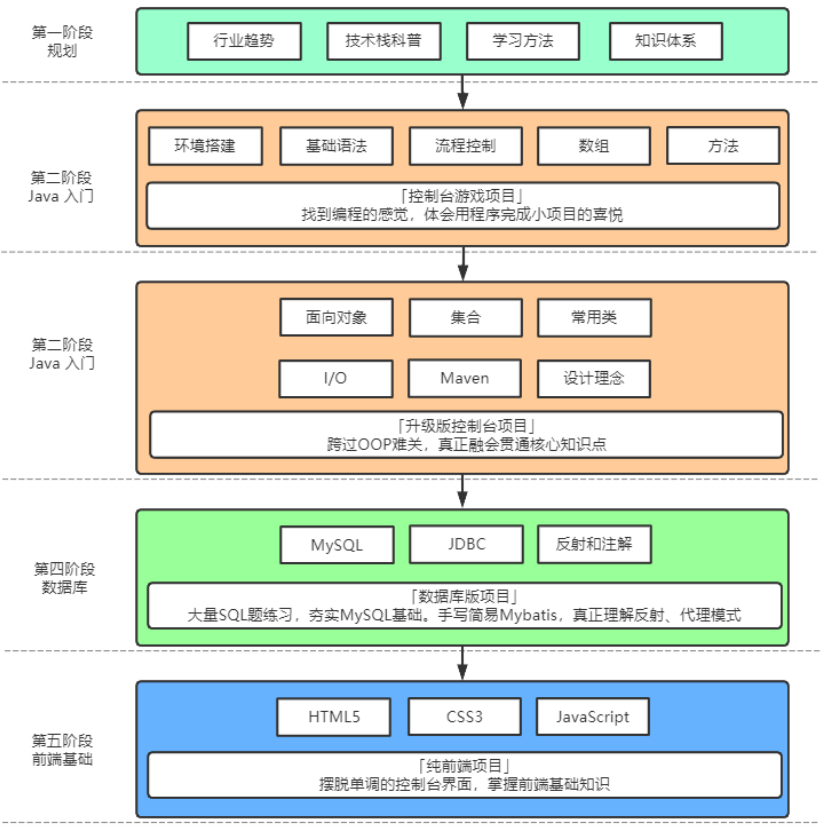 第一阶段
规划
行业趋势
技术栈科普
学习方法
知识体系
第二阶段
Java 入门
环境搭建
基础语法
流程控制
数组
方法
「控制台游戏项目」
找到编程的感觉，体会用程序完成小项目的喜悦
第二阶段
Java 入门
面向对象
集合
常用类
I/O
Maven
设计理念
「升级版控制台项目」
跨过OOP难关，真正融会贯通核心知识点
第四阶段
数据库
MySQL
JDBC
反射和注解
「数据库版项目」
大量SQL题练习，夯实MySQL基础。手写简易Mybatis，真正理解反射、代理模式
第五阶段
前端基础
HTML5
CSS3
JavaScript
「纯前端项目」
摆脱单调的控制台界面，掌握前端基础知识